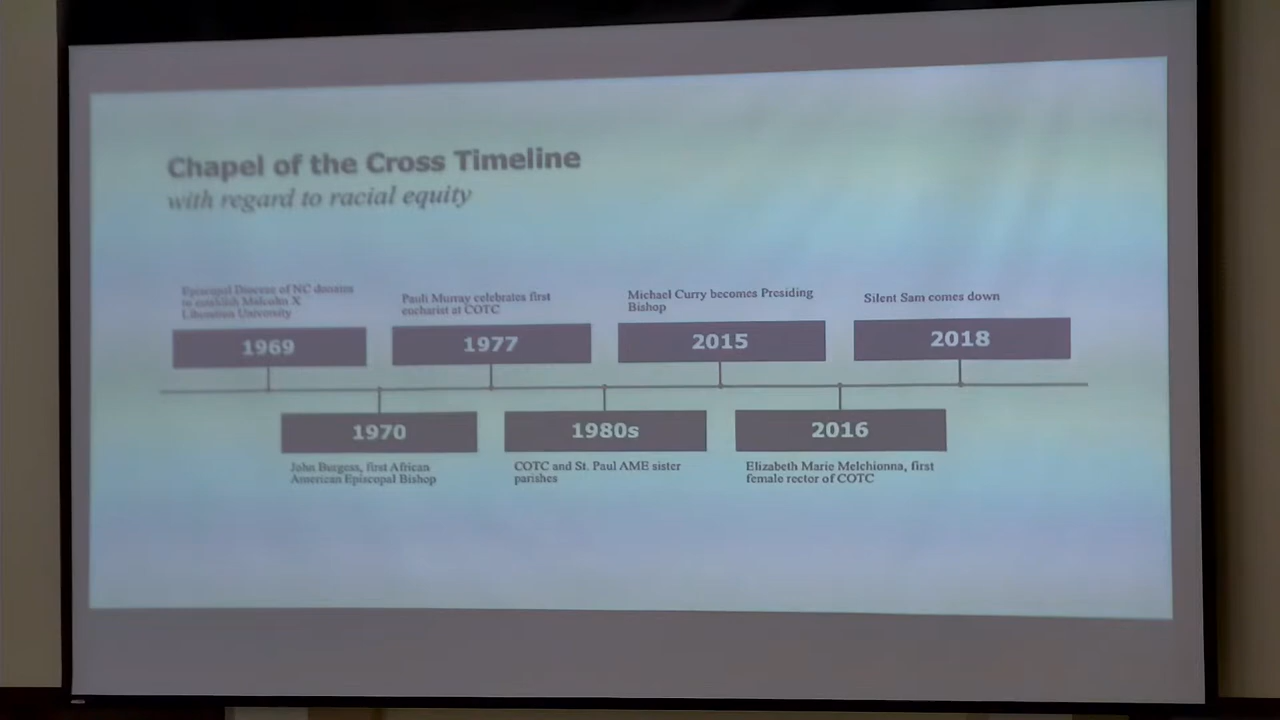 Chapel of the Cross Timeline
with regard to racial equity
Episcopal Diocese of NC donates
to establish Malcolm X
Liberation University
1969
Pauli Murray celebrates first
eucharist at COTC
1977
Michael Curry becomes Presiding
Bishop
2015
Silent Sam comes down
2018
1970
John Burgess, first African
American Episcopal Bishop
1980s
COTC and St. Paul AME sister
parishes
2016
Elizabeth Marie Melchionna, first
female rector of COTC